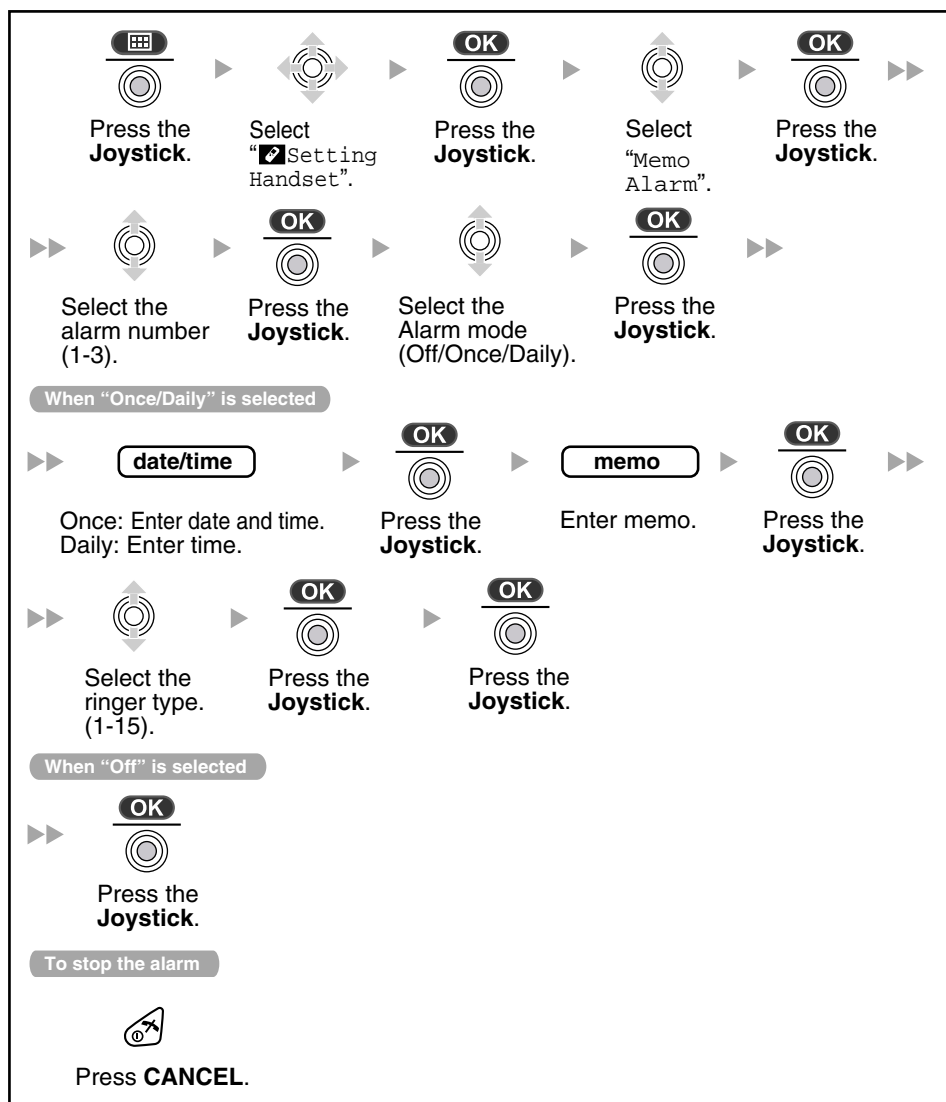 OK OK
Press the Select Press the Select Press the
Joystick. “Setting Joystick. “Memo Joystick.
Handset”. Alarm”.
OK OK
Select the Press the Select the Press the
alarm number Joystick. Alarm mode Joystick.
(1-3). (Off/Once/Daily).
When “Once/Daily” is selected
OK OK
date/time memo
Once: Enter date and time. Press the Enter memo. Press the
Daily: Enter time. Joystick. Joystick.
OK OK
Select the Press the Press the
ringer type. Joystick. Joystick.
(1-15).
When “Off” is selected
OK
Press the
Joystick.
To stop the alarm
Press CANCEL.